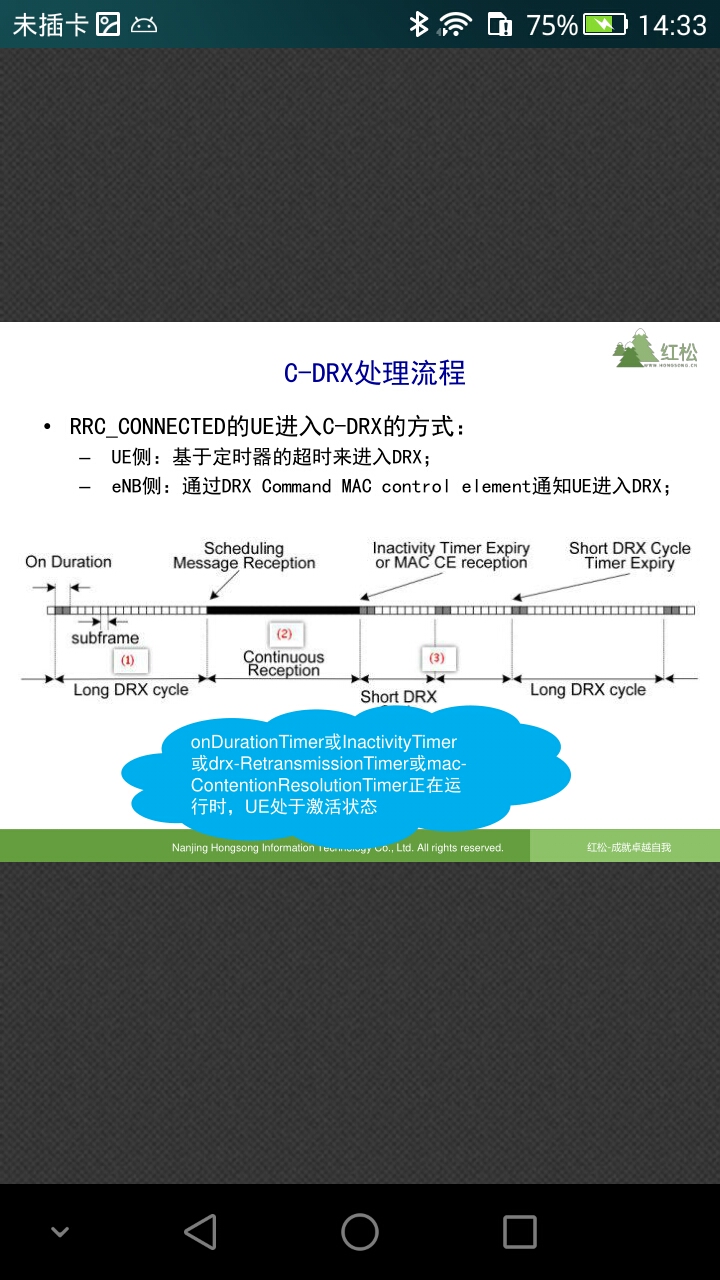 未插卡 75% 14:33
红松
WWW.HONGSONG.CN
C-DRX处理流程
• RRC_CONNECTED的UE进入C-DRX的方式：
– UE侧：基于定时器的超时来进入DRX；
– eNB侧：通过DRX Command MAC control element通知UE进入DRX；
On Duration
Scheduling
Message Reception
Inactivity Timer Expiry
or MAC CE reception
Short DRX Cycle
Timer Expiry
subframe
(1)
(2)
(3)
Continuous
Reception
Long DRX cycle
Short DRX
Long DRX cycle
onDurationTimer或InactivityTimer
或drx-RetransmissionTimer或mac-
ContentionResolutionTimer正在运
行时，UE处于激活状态
Nanjing Hongsong Information Technology Co., Ltd. All rights reserved.
红松-成就卓越自我